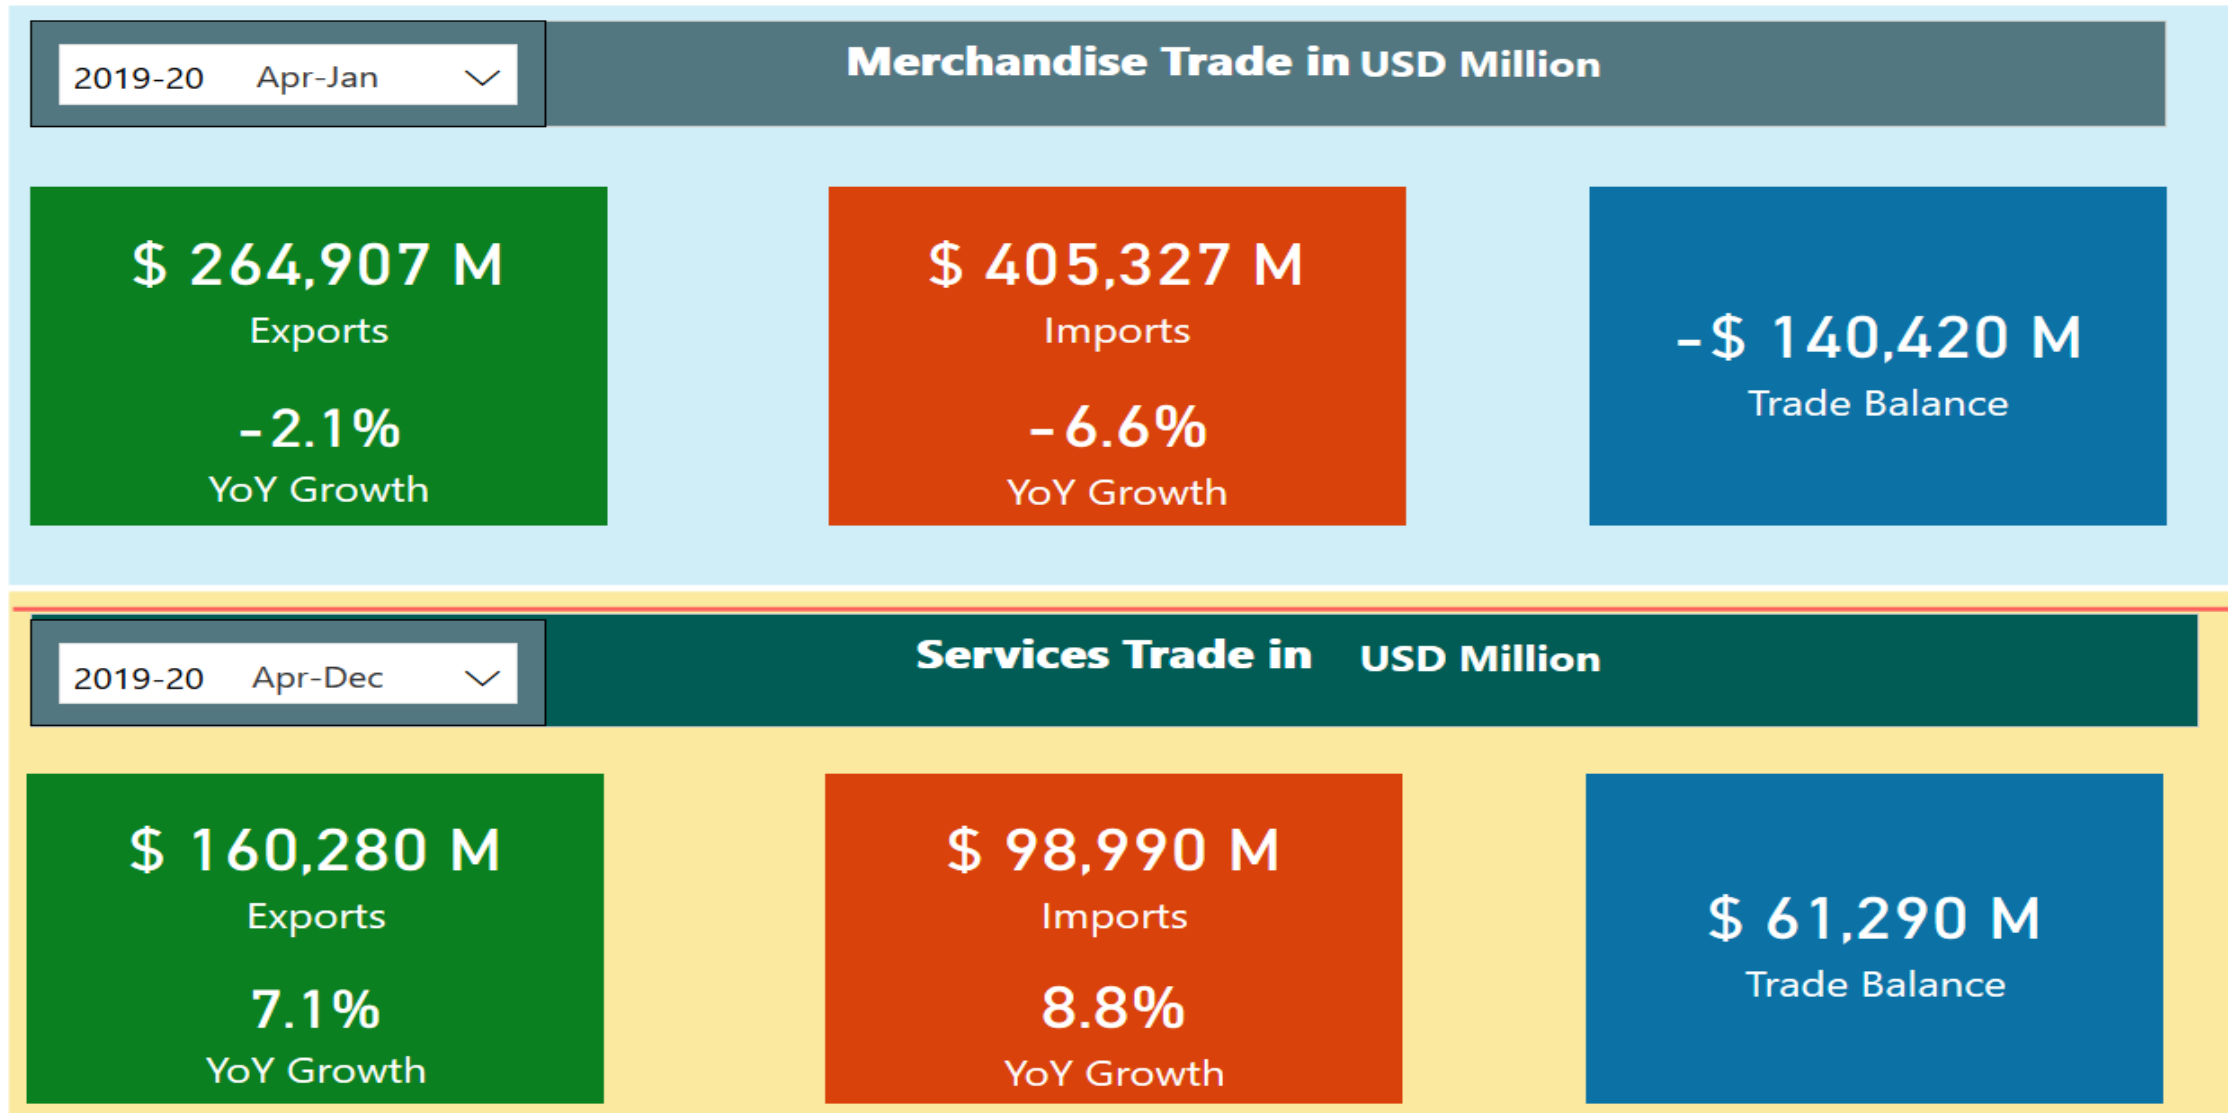 2019-20 Apr-Jan
Merchandise Trade in USD Million
$ 264,907 M
Exports
-2.1%
YoY Growth
$ 405,327 M
Imports
-6.6%
YoY Growth
-$ 140,420 M
Trade Balance
2019-20 Apr-Dec
Services Trade in USD Million
$ 160,280 M
Exports
7.1%
YoY Growth
$ 98,990 M
Imports
8.8%
YoY Growth
$ 61,290 M
Trade Balance